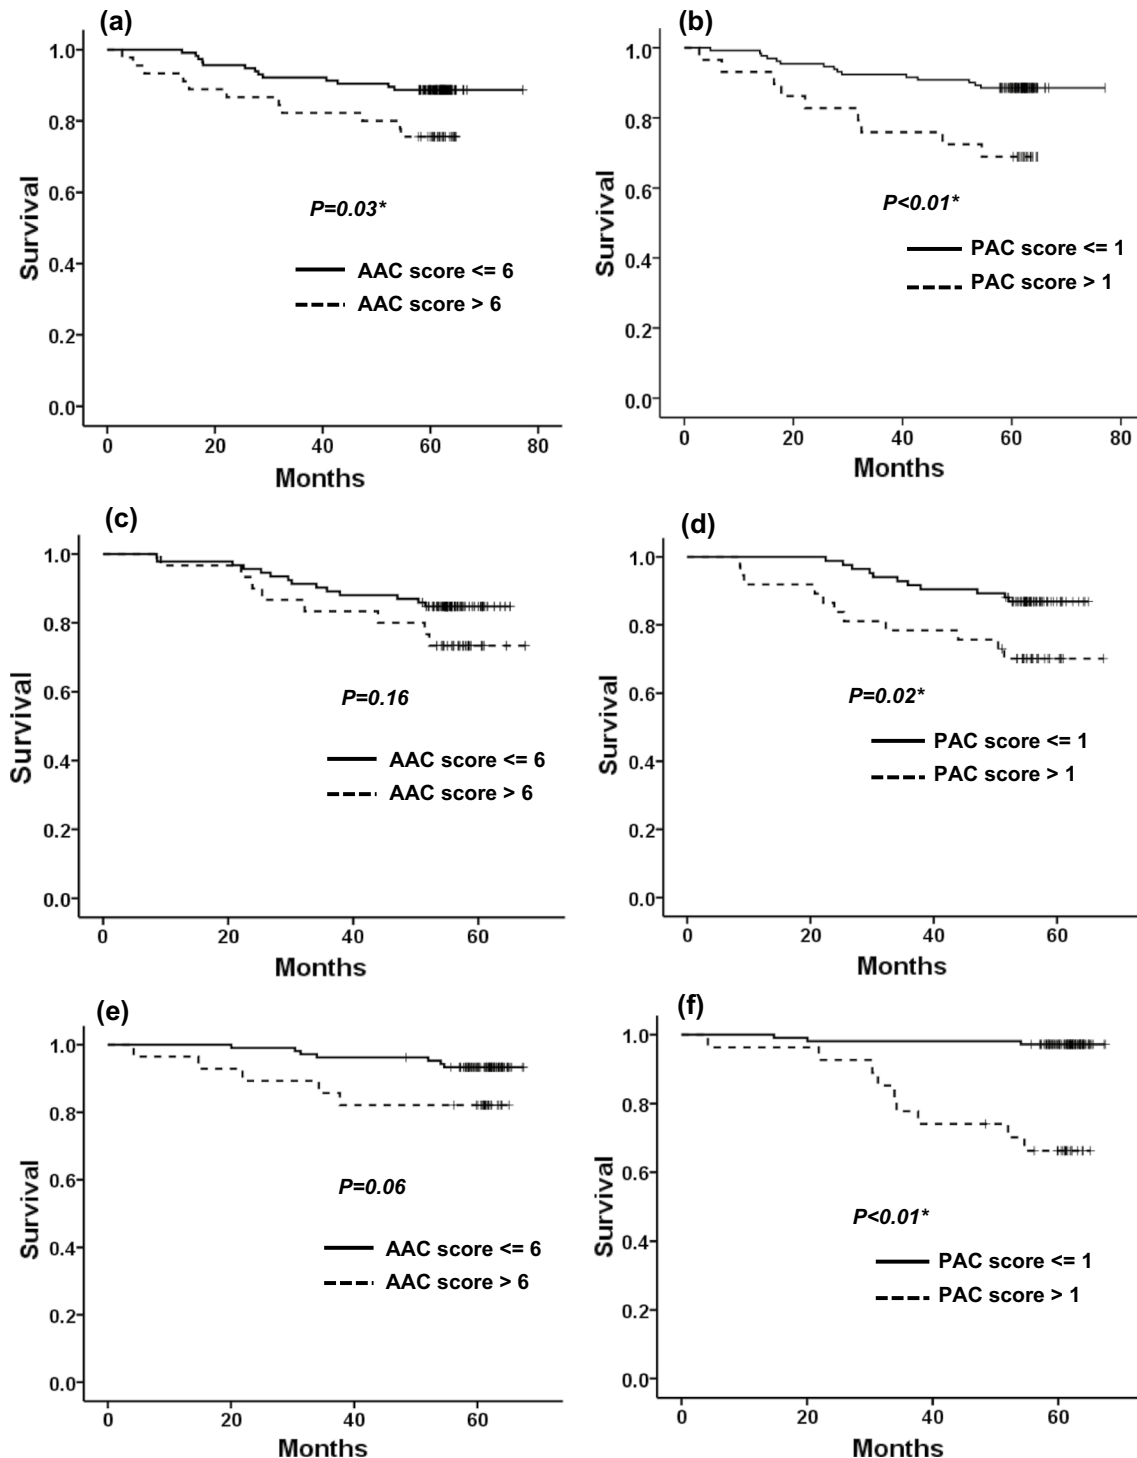 (a)
1.0
0.8
0.6
0.4
0.2
0.0
Survival
P=0.03*
AAC score <= 6
AAC score > 6
0 20 40 60 80
Months
(b)
1.0
0.8
0.6
0.4
0.2
0.0
Survival
P<0.01*
PAC score <= 1
PAC score > 1
0 20 40 60 80
Months
(c)
1.0
0.8
0.6
0.4
0.2
0.0
Survival
P=0.16
AAC score <= 6
AAC score > 6
0 20 40 60
Months
(d)
1.0
0.8
0.6
0.4
0.2
0.0
Survival
P=0.02*
PAC score <= 1
PAC score > 1
0 20 40 60
Months
(e)
1.0
0.8
0.6
0.4
0.2
0.0
Survival
P=0.06
AAC score <= 6
AAC score > 6
0 20 40 60
Months
(f)
1.0
0.8
0.6
0.4
0.2
0.0
Survival
P<0.01*
PAC score <= 1
PAC score > 1
0 20 40 60
Months